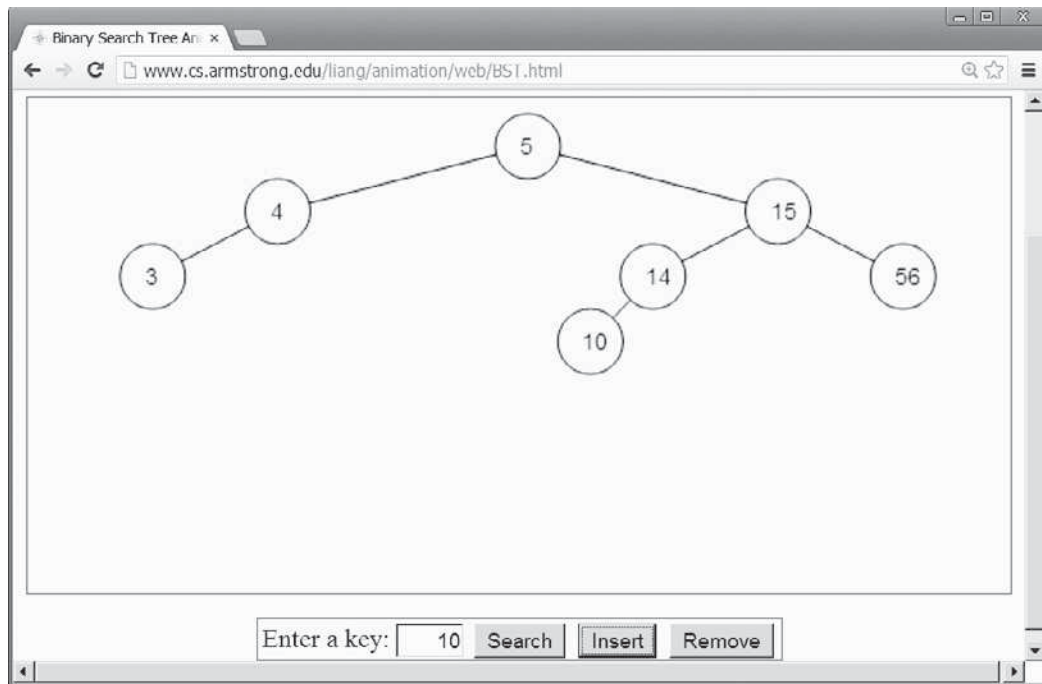 Binary Search Tree An
www.cs.armstrong.edu/liang/animation/web/BST.html
5
4
15
3
14
56
10
Enter a key: 10 Search Insert Remove